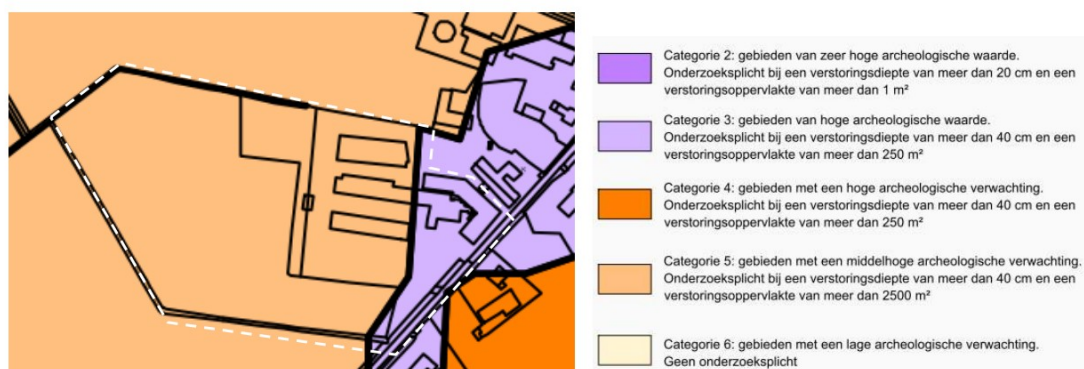 Categorie 2: gebieden van zeer hoge archeologische waarde.
Onderzoeksplicht bij een verstoringsdiepte van meer dan 20 cm en een
verstoringsoppervlakte van meer dan 1 m²
Categorie 3: gebieden van hoge archeologische waarde.
Onderzoeksplicht bij een verstoringsdiepte van meer dan 40 cm en een
verstoringsoppervlakte van meer dan 250 m²
Categorie 4: gebieden met een hoge archeologische verwachting.
Onderzoeksplicht bij een verstoringsdiepte van meer dan 40 cm en een
verstoringsoppervlakte van meer dan 250 m²
Categorie 5: gebieden met een middelhoge archeologische verwachting.
Onderzoeksplicht bij een verstoringsdiepte van meer dan 40 cm en een
verstoringsoppervlakte van meer dan 2500 m²
Categorie 6: gebieden met een lage archeologische verwachting.
Geen onderzoeksplicht